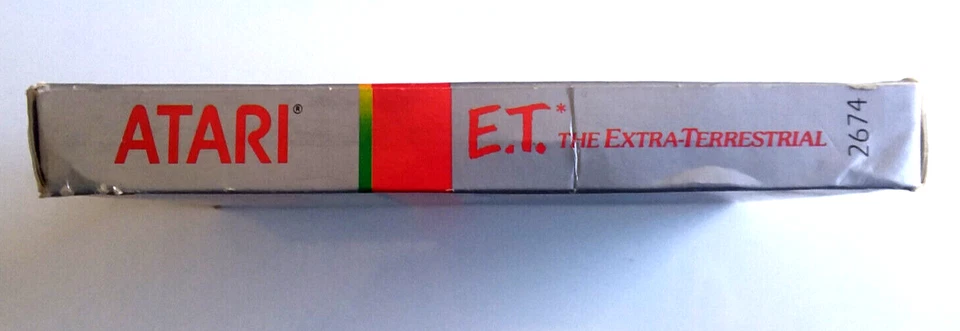 ATARI®
E.T.* THE EXTRA-TERRESTRIAL
2674